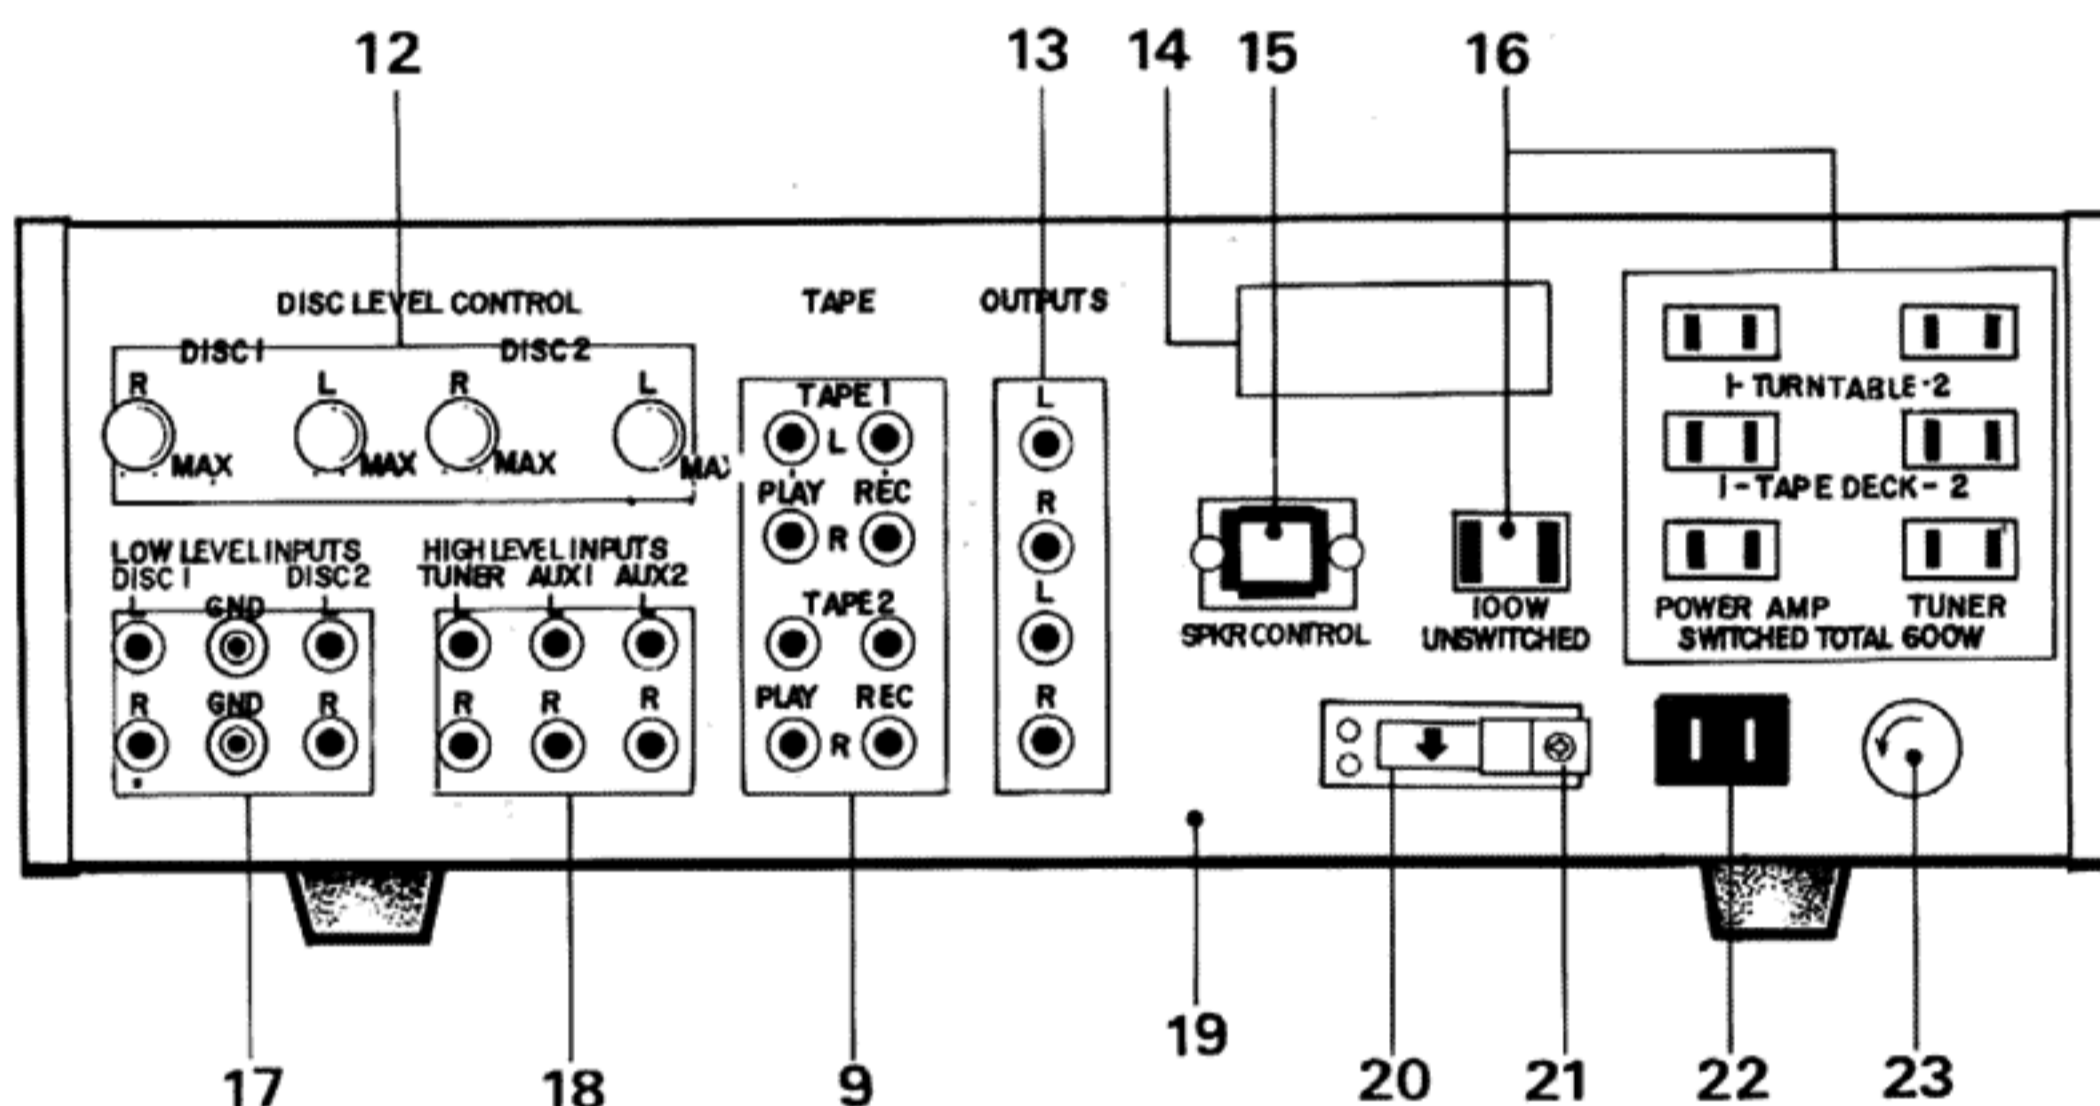 12 13 14 15 16
DISC LEVEL CONTROL TAPE OUTPUTS
DISC 1 DISC 2
R L R L
MAX MAX MAX
TAPE 1
L
PLAY REC
R
TAPE 2
PLAY REC
R
L
R
L
R
LOW LEVEL INPUTS
DISC 1 DISC 2
L GND L
R GND R
HIGH LEVEL INPUTS
TUNER AUX 1 AUX 2
L L L
R R R
SPKR CONTROL
100W
UNSWITCHED
1-TURNTABLE-2
1-TAPE DECK-2
POWER AMP TUNER
SWITCHED TOTAL 600W
17 18 9 19 20 21 22 23